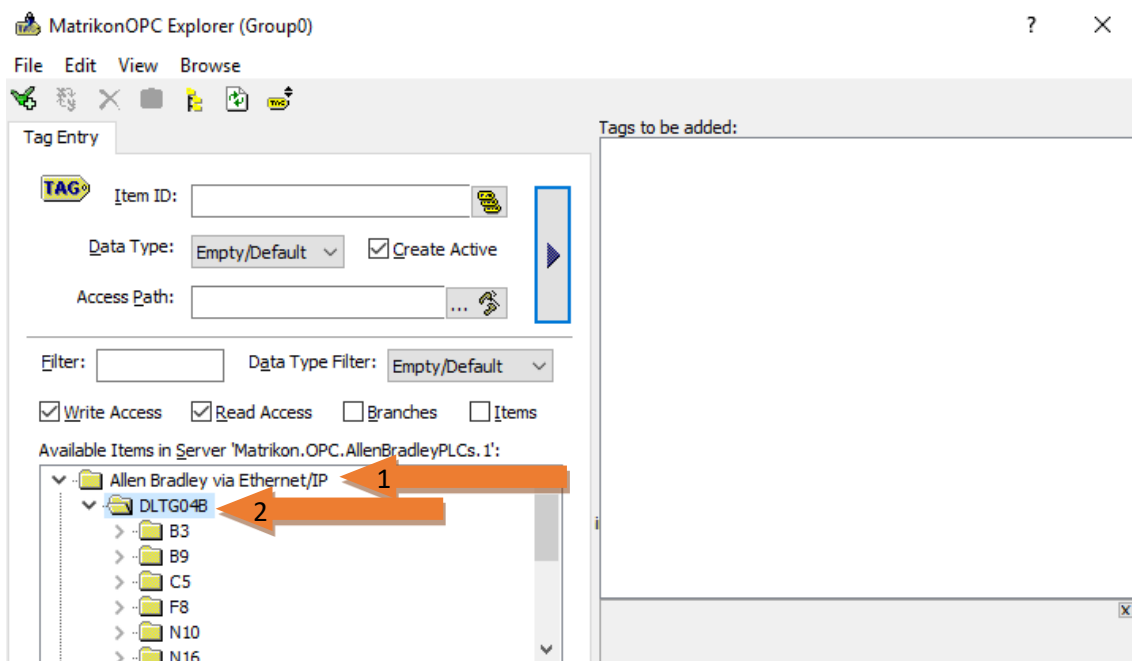 MatrikonOPC Explorer (Group0) ?
File Edit View Browse
Tag Entry
Tags to be added:
TAG Item ID:
Data Type: Empty/Default Create Active
Access Path: ...
Filter: Data Type Filter: Empty/Default
Write Access Read Access Branches Items
Available Items in Server 'Matrikon.OPC.AllenBradleyPLCs.1':
Allen Bradley via Ethernet/IP 1
DLTG04B 2
B3
B9
C5
F8
N10
N16